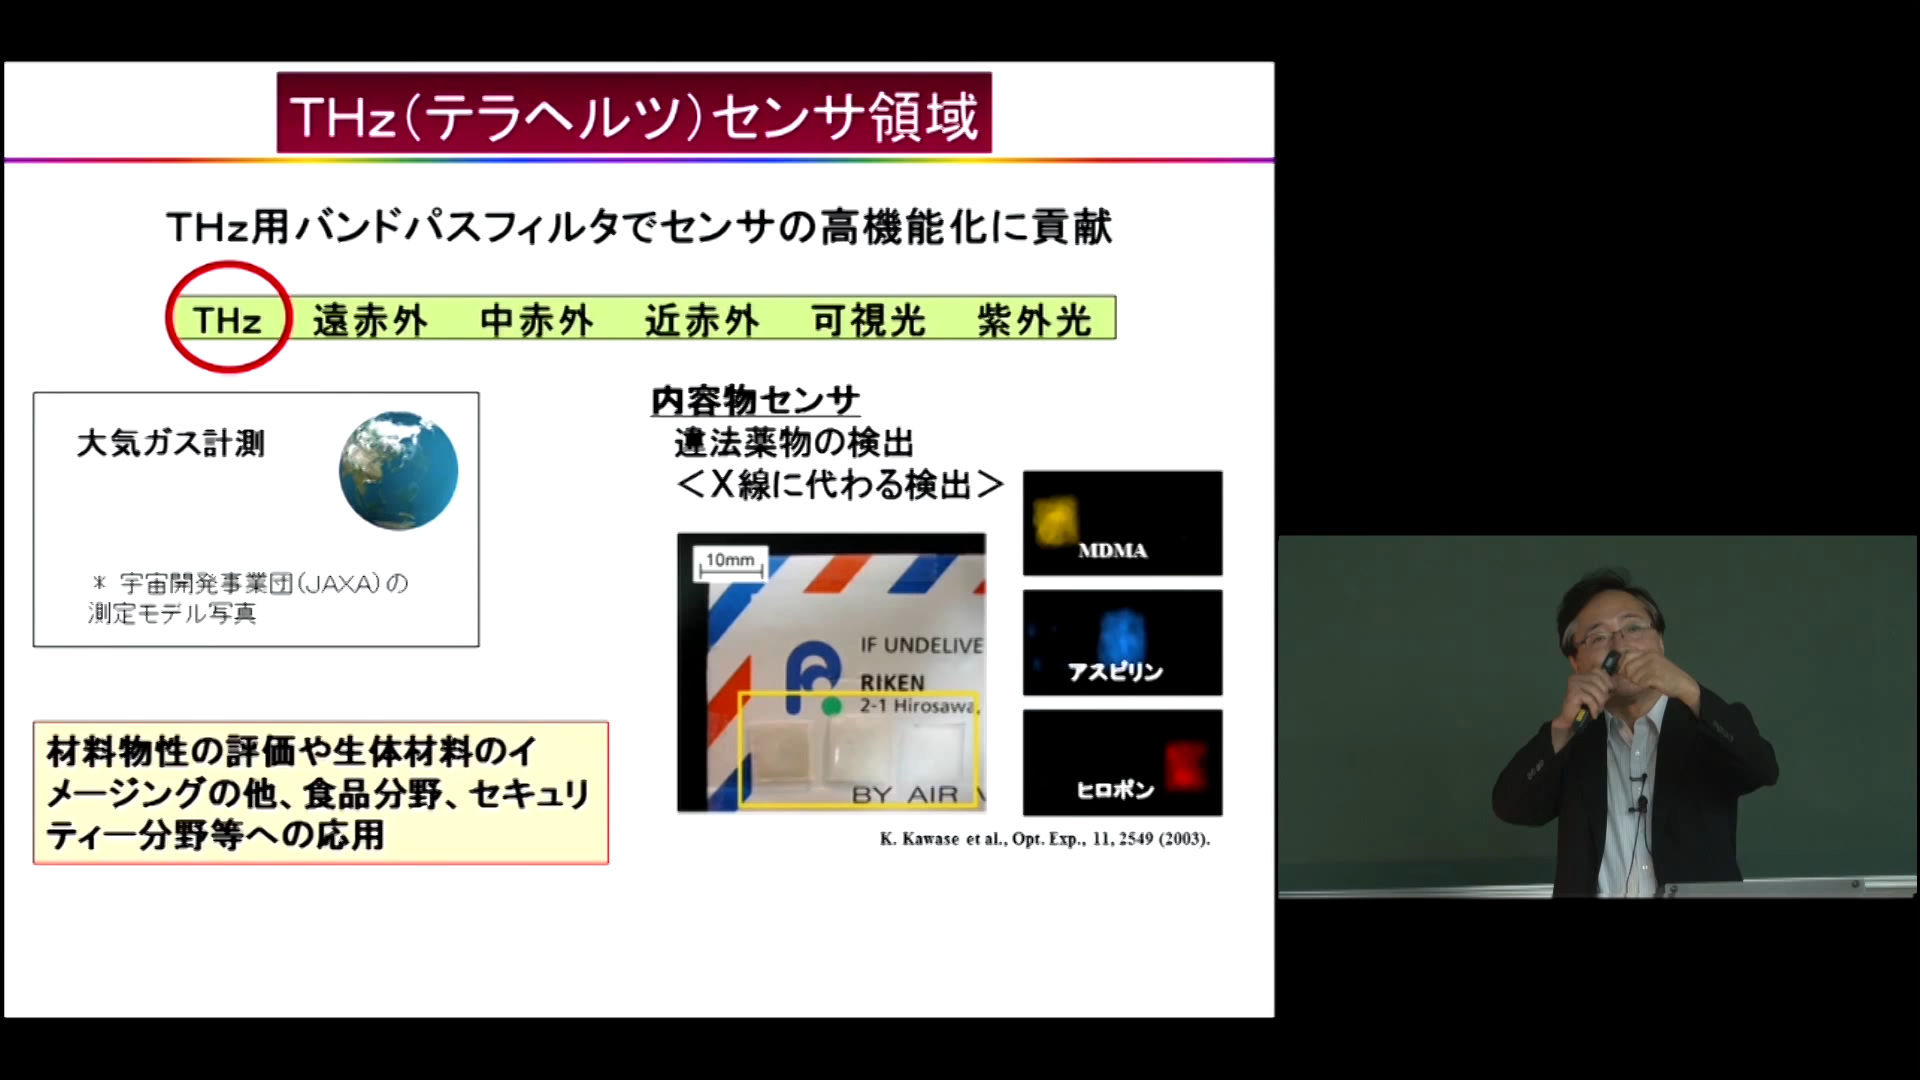 THz(テラヘルツ)センサ領域
THz用バンドパスフィルタでセンサの高機能化に貢献
THz 遠赤外 中赤外 近赤外 可視光 紫外光
大気ガス計測
* 宇宙開発事業団(JAXA)の
測定モデル写真
材料物性の評価や生体材料のイ
メージングの他、食品分野、セキュリ
ティー分野等への応用
内容物センサ
違法薬物の検出
<X線に代わる検出>
10mm
IF UNDELIVE
RIKEN
2-1 Hirosawa,
BY AIR
MDMA
アスピリン
ヒロポン
K. Kawase et al., Opt. Exp., 11, 2549 (2003).